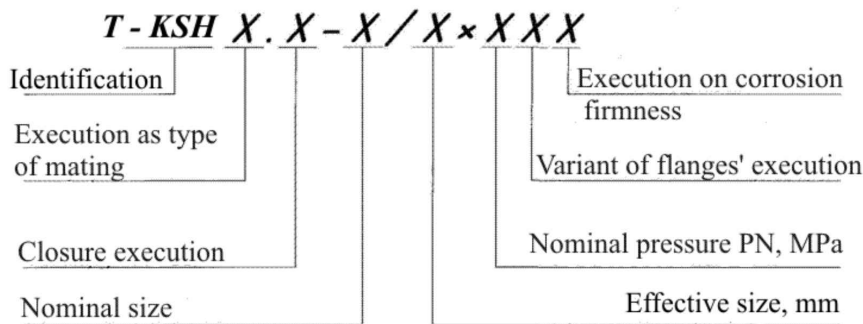 T - KSH X . X – X / X × X X X
Identification
Execution on corrosion
firmness
Execution as type
of mating
Variant of flanges' execution
Closure execution
Nominal pressure PN, MPa
Nominal size
Effective size, mm